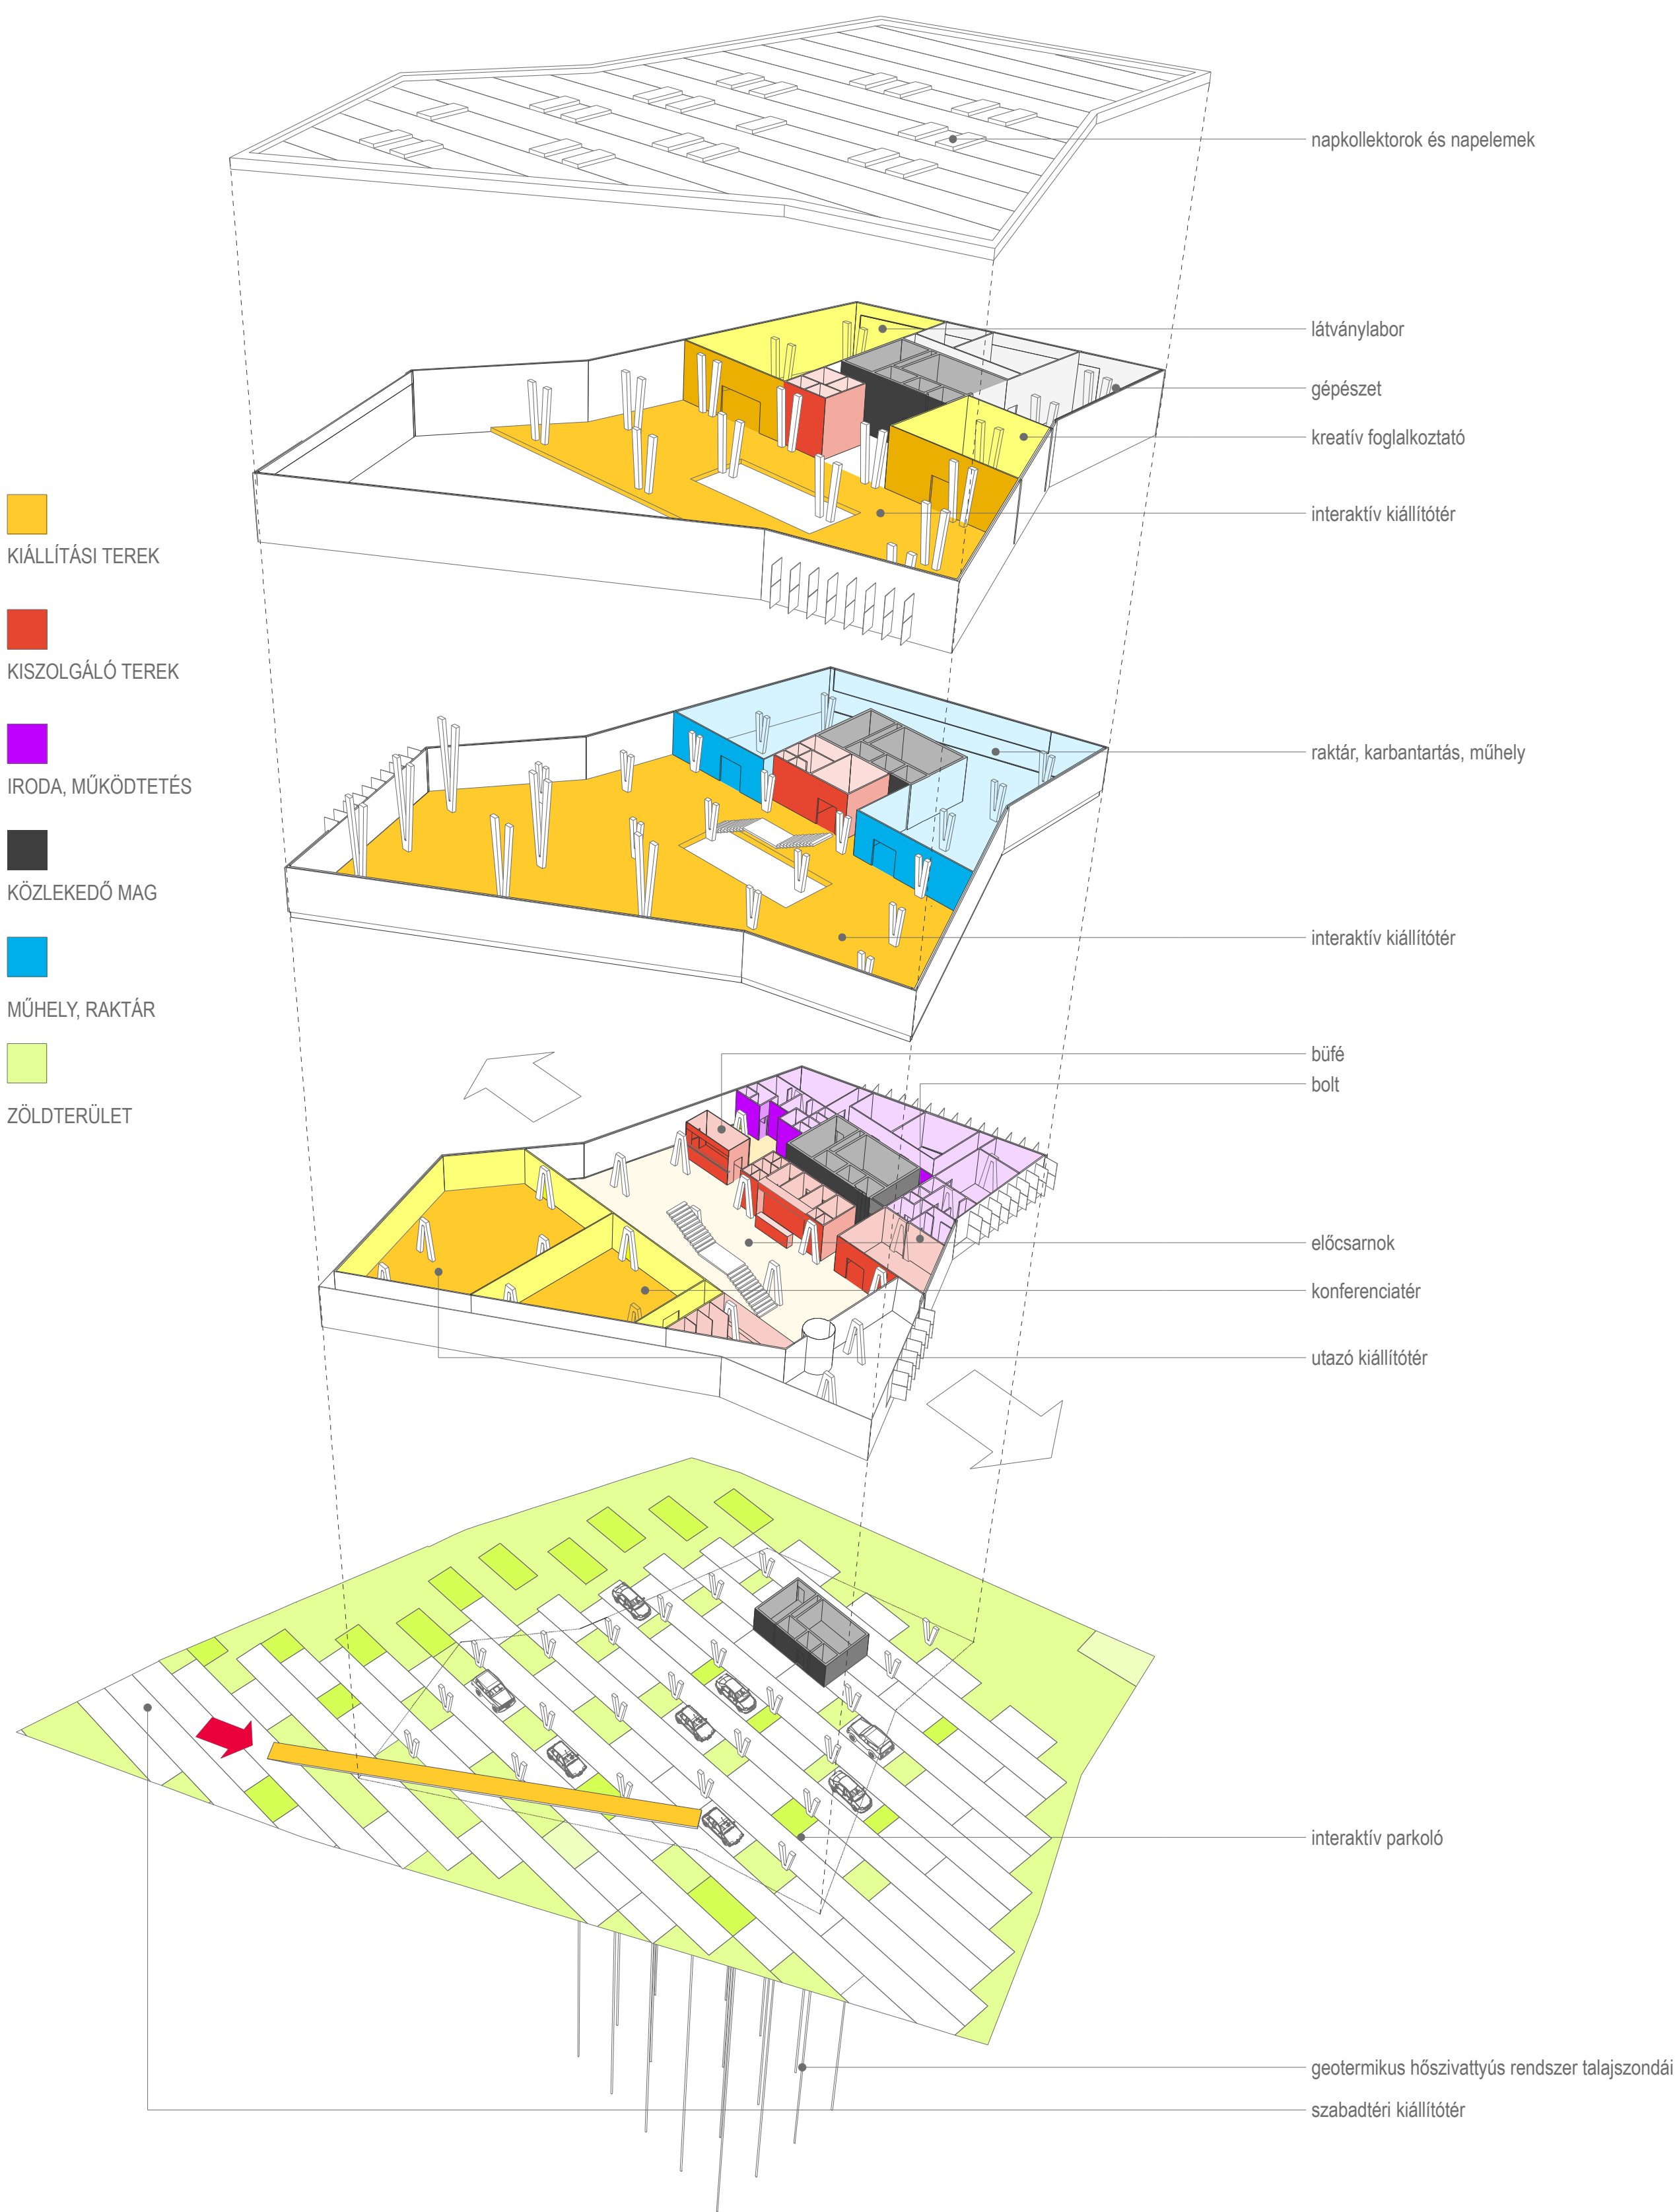 napkollektorok és napelemek
látványlabor
gépészet
kreatív foglalkoztató
interaktív kiállítótér
KIÁLLÍTÁSI TEREK
KISZOLGÁLÓ TEREK
IRODA, MŰKÖDTETÉS
KÖZLEKEDŐ MAG
MŰHELY, RAKTÁR
ZÖLDTERÜLET
raktár, karbantartás, műhely
interaktív kiállítótér
büfé
bolt
előcsarnok
konferenciatér
utazó kiállítótér
interaktív parkoló
geotermikus hőszivattyús rendszer talajszondái
szabadtéri kiállítótér